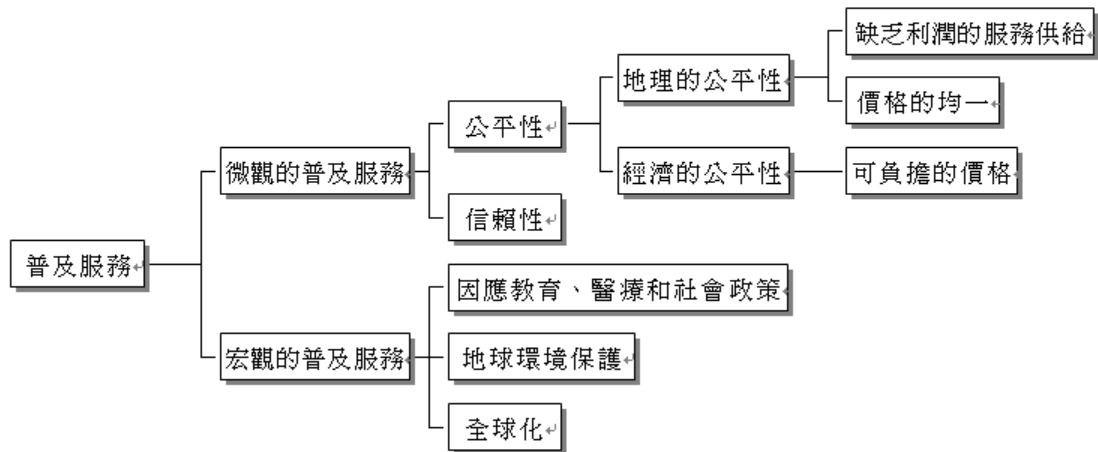 普及服務
微觀的普及服務
公平性
地理的公平性
缺乏利潤的服務供給
價格的均一
經濟的公平性
可負擔的價格
信賴性
宏觀的普及服務
因應教育、醫療和社會政策
地球環境保護
全球化